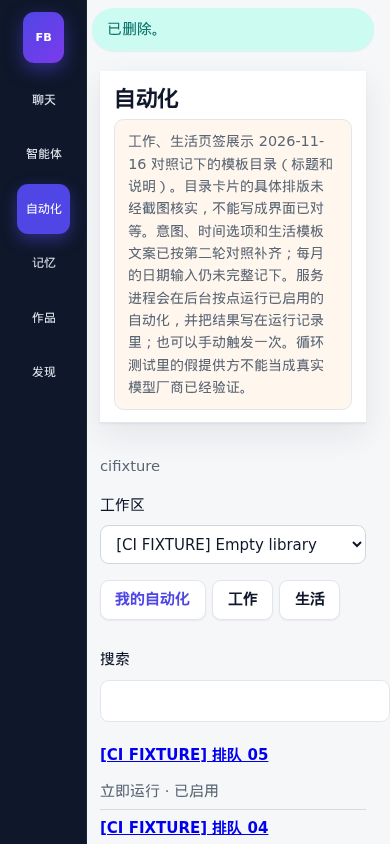 FB
聊天
智能体
自动化
记忆
作品
发现
已删除。
自动化
工作、生活页签展示 2026-11-
16 对照记下的模板目录（标题和
说明）。目录卡片的具体排版未
经截图核实，不能写成界面已对
等。意图、时间选项和生活模板
文案已按第二轮对照补齐；每月
的日期输入仍未完整记下。服务
进程会在后台按点运行已启用的
自动化，并把结果写在运行记录
里；也可以手动触发一次。循环
测试里的假提供方不能当成真实
模型厂商已经验证。
cifixture
工作区
[CI FIXTURE] Empty library
我的自动化
工作
生活
搜索
[CI FIXTURE] 排队 05
立即运行 · 已启用
[CI FIXTURE] 排队 04